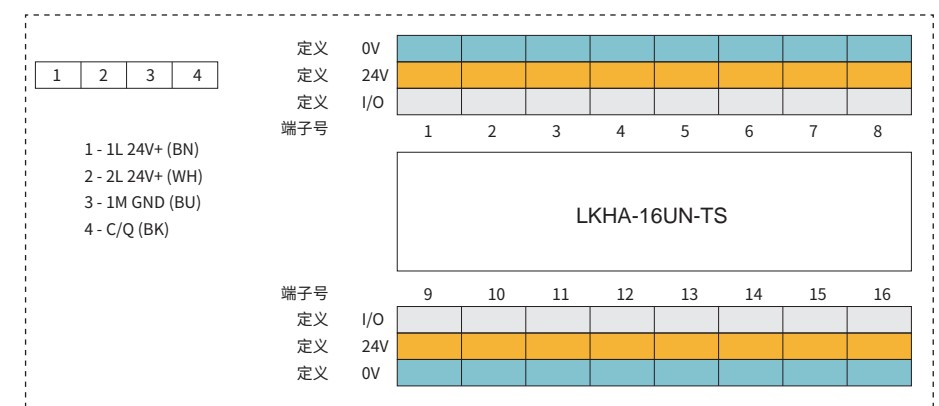 定义 0V
1 2 3 4 定义 24V
定义 I/O
端子号 1 2 3 4 5 6 7 8
1 - 1L 24V+ (BN)
2 - 2L 24V+ (WH)
3 - 1M GND (BU)
4 - C/Q (BK)
LKHA-16UN-TS
端子号 9 10 11 12 13 14 15 16
定义 I/O
定义 24V
定义 0V